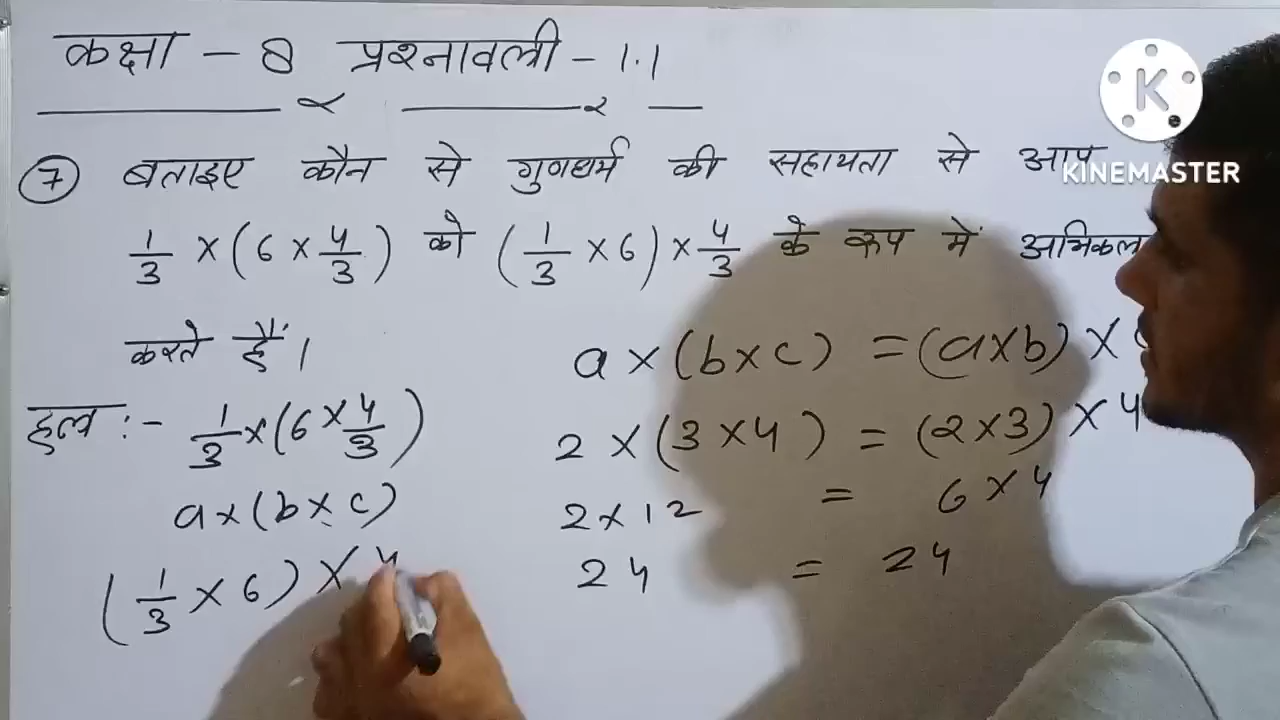 कक्षा - 8 प्रश्नावली - 1.1
KINEMASTER
7 बताइए कौन से गुणधर्म की सहायता से आप
1/3 × (6 × 4/3) को (1/3 × 6) × 4/3 के रूप में
करते हैं।
a × (b × c) = (a × b) ×
हल :- 1/3 × (6 × 4/3)
2 × (3 × 4) = (2 × 3) × 4
a × (b × c)
2 × 12 = 6 × 4
(1/3 × 6) × 4
24 = 24